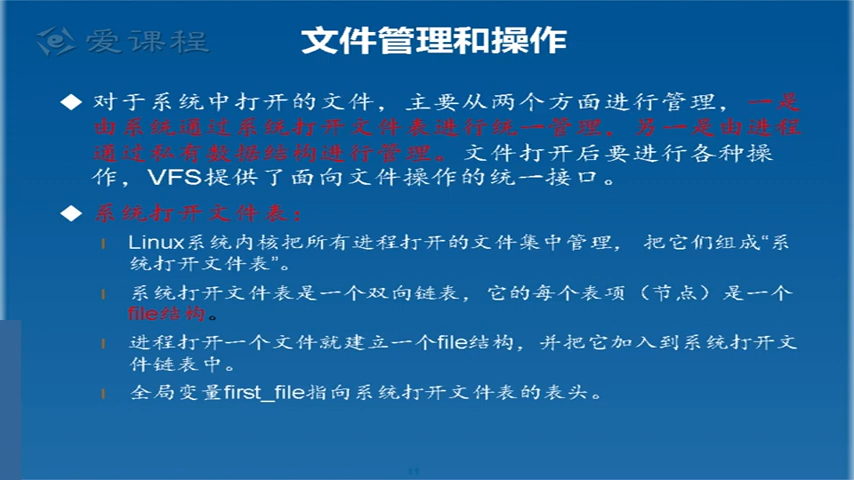 爱课程
文件管理和操作
◆ 对于系统中打开的文件，主要从两个方面进行管理，一是
由系统通过系统打开文件表进行统一管理。另一是由进程
通过私有数据结构进行管理。文件打开后要进行各种操
作，VFS提供了面向文件操作的统一接口。
◆ 系统打开文件表：
Linux系统内核把所有进程打开的文件集中管理， 把它们组成“系
统打开文件表”。
系统打开文件表是一个双向链表，它的每个表项（节点）是一个
file结构。
进程打开一个文件就建立一个file结构，并把它加入到系统打开文
件链表中。
全局变量first_file指向系统打开文件表的表头。
11